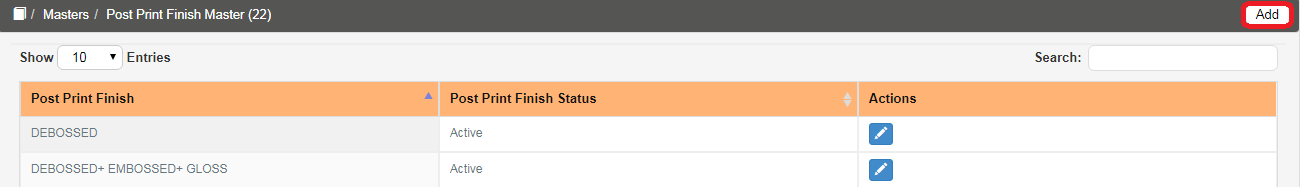 / Masters / Post Print Finish Master (22) Add
Show 10 Entries Search:
Post Print Finish Post Print Finish Status Actions
DEBOSSED Active
DEBOSSED+ EMBOSSED+ GLOSS Active